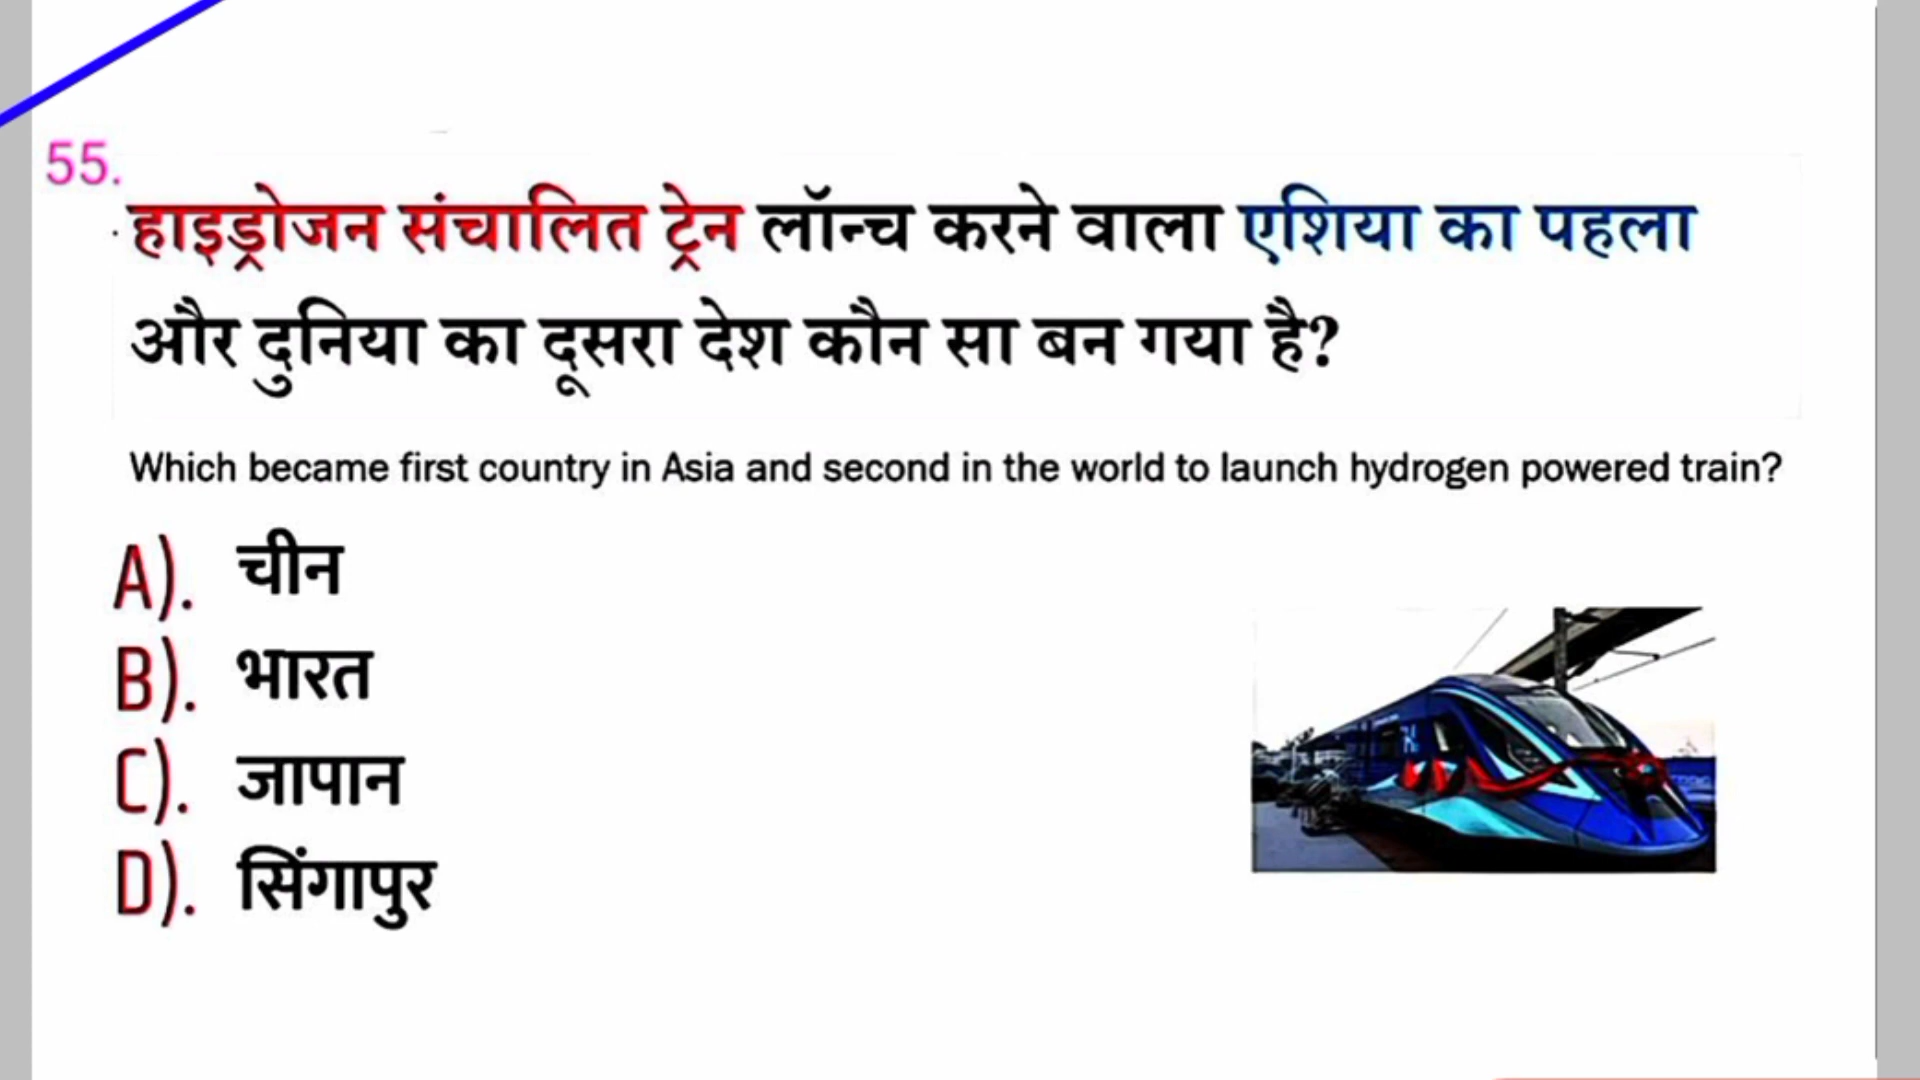 55.
हाइड्रोजन संचालित ट्रेन लॉन्च करने वाला एशिया का पहला
और दुनिया का दूसरा देश कौन सा बन गया है?
Which became first country in Asia and second in the world to launch hydrogen powered train?
A). चीन
B). भारत
C). जापान
D). सिंगापुर